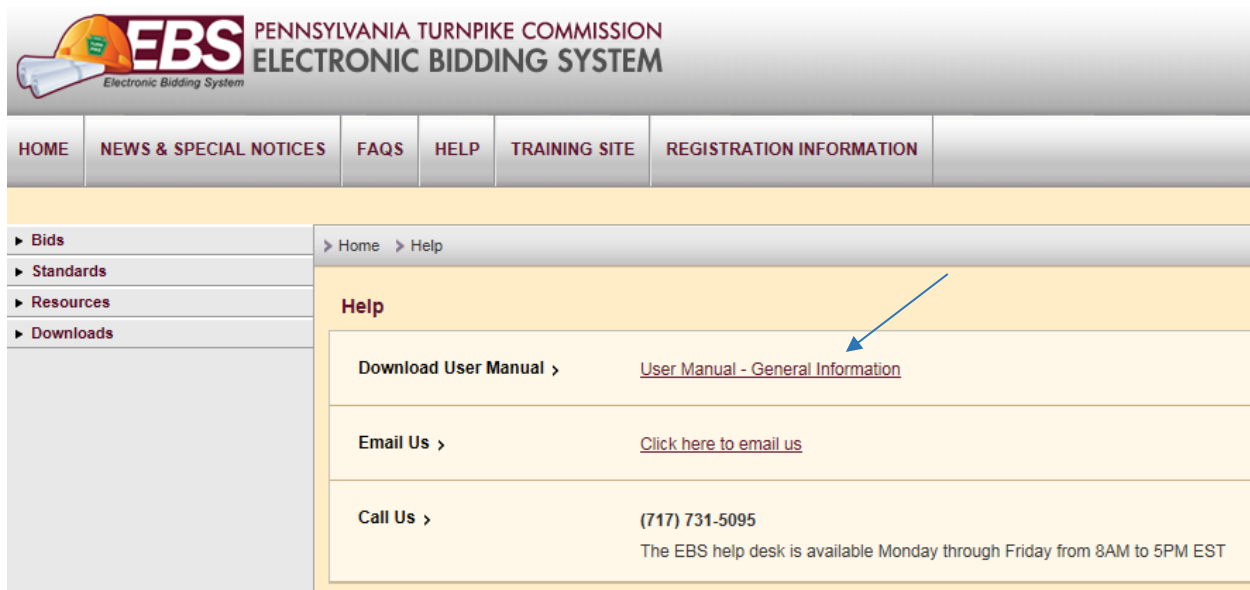 EBS
Electronic Bidding System
PENNSYLVANIA TURNPIKE COMMISSION
ELECTRONIC BIDDING SYSTEM
HOME NEWS & SPECIAL NOTICES FAQS HELP TRAINING SITE REGISTRATION INFORMATION
Bids
Standards
Resources
Downloads
Home Help
Help
Download User Manual User Manual - General Information
Email Us Click here to email us
Call Us (717) 731-5095
The EBS help desk is available Monday through Friday from 8AM to 5PM EST